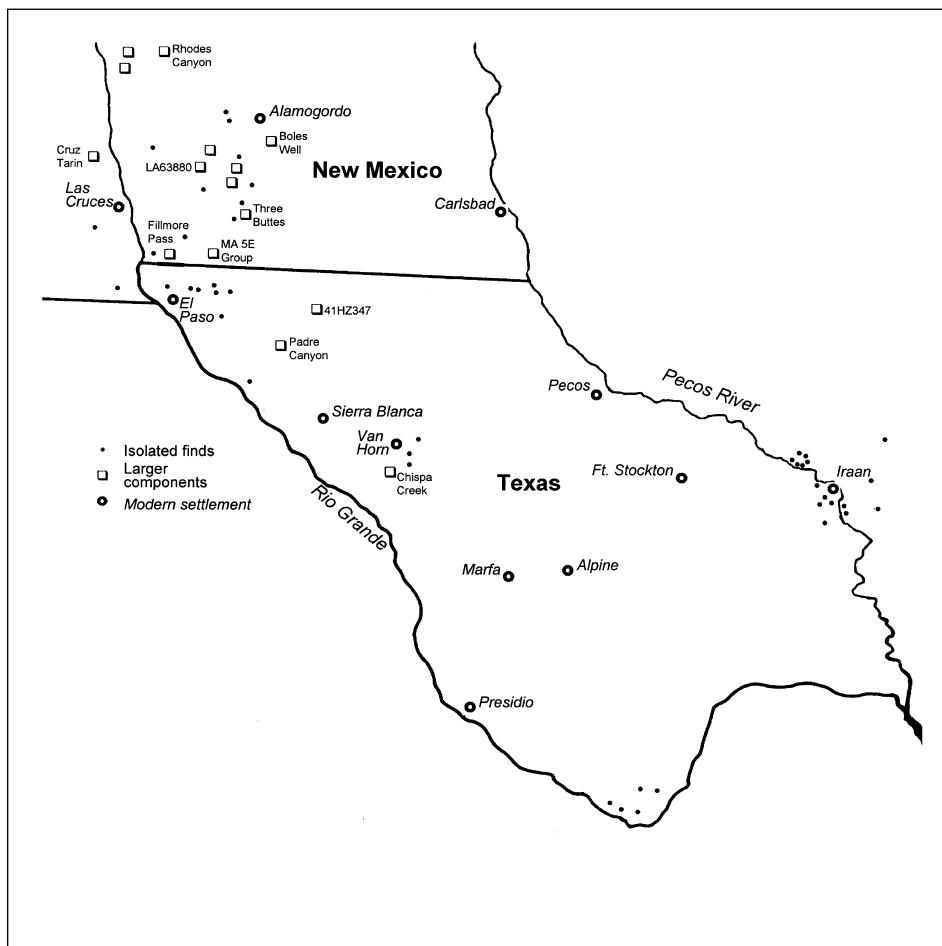 Rhodes
Canyon
Alamogordo
Boles
Well
Cruz
Tarin
LA63880
New Mexico
Las
Cruces
Three
Buttes
Carlsbad
Fillmore
Pass
MA 5E
Group
El
Paso
41HZ347
Padre
Canyon
Pecos
Pecos River
Sierra Blanca
Van
Horn
Isolated finds
Larger
components
Modern settlement
Chispa
Creek
Texas
Ft. Stockton
Iraan
Rio Grande
Marfa
Alpine
Presidio